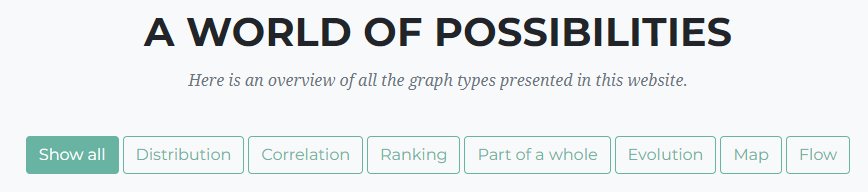 A WORLD OF POSSIBILITIES
Here is an overview of all the graph types presented in this website.
Show all Distribution Correlation Ranking Part of a whole Evolution Map Flow